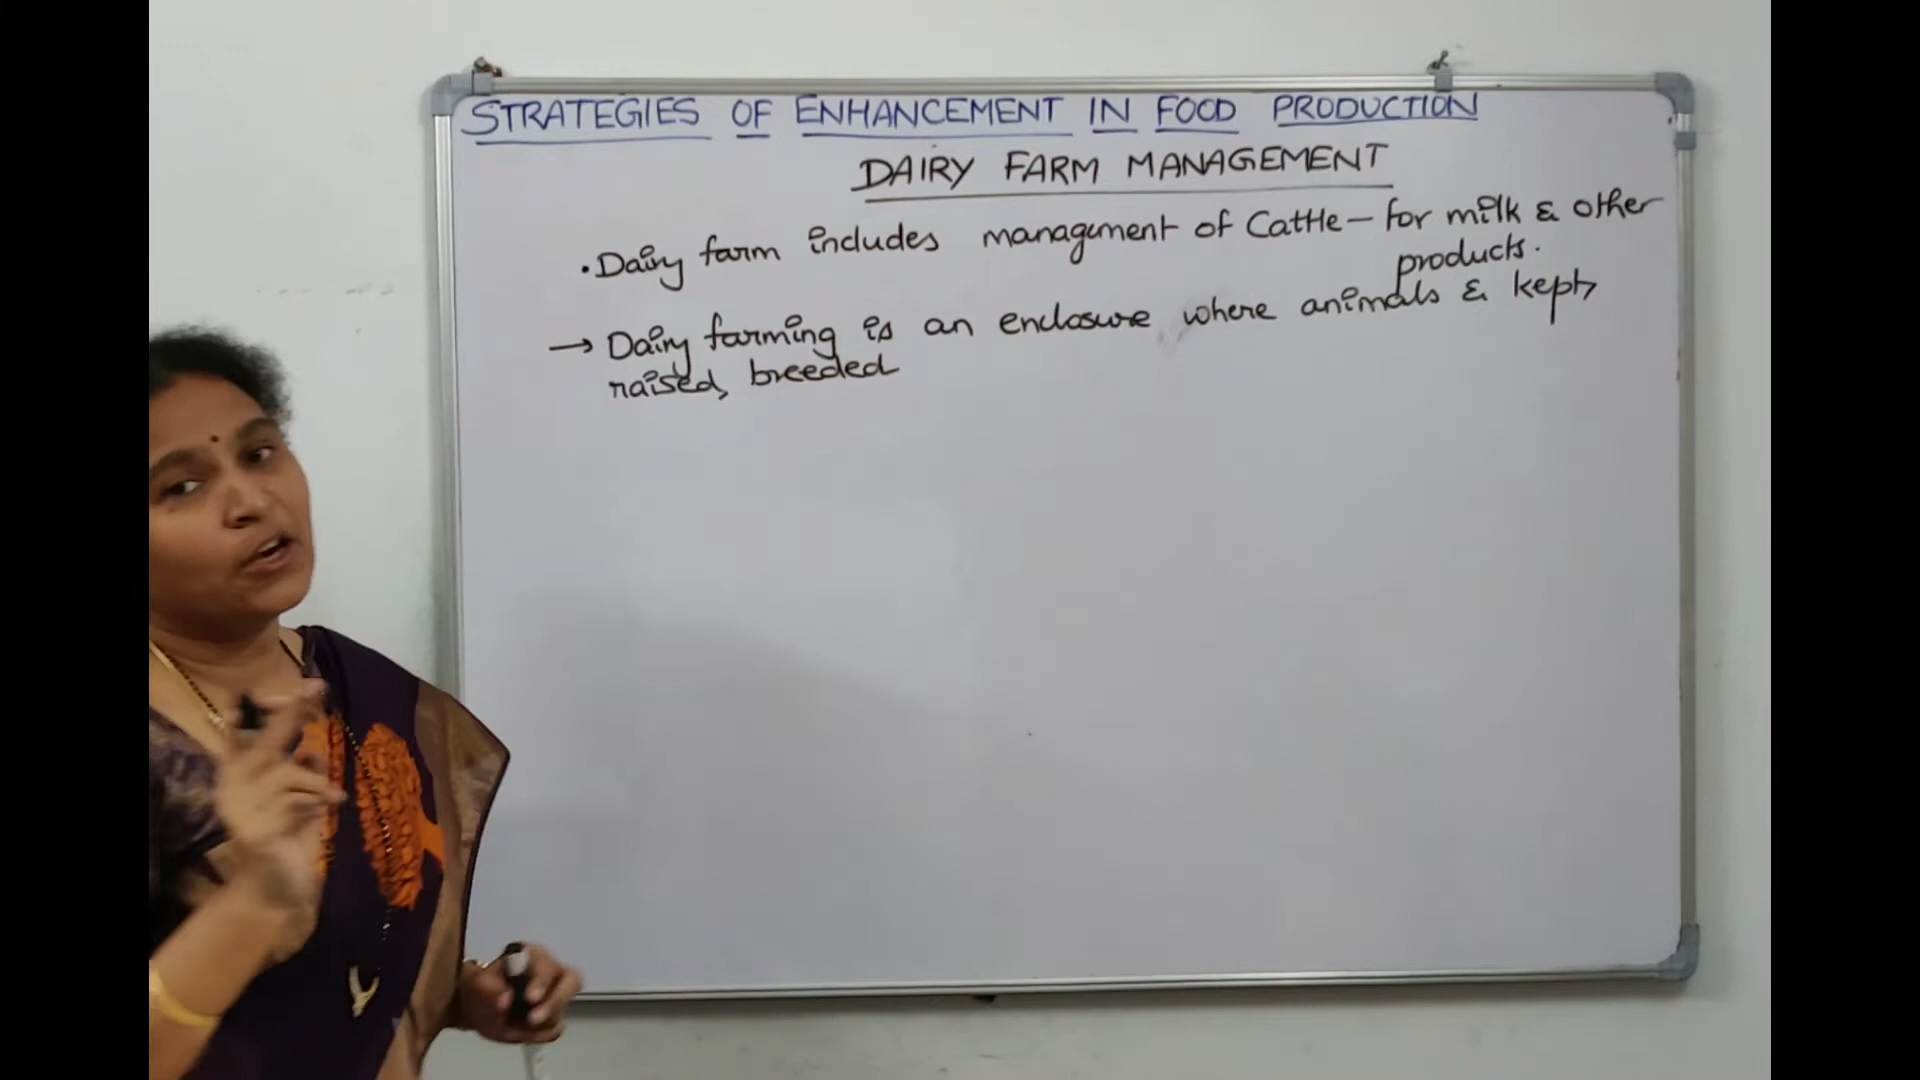 STRATEGIES OF ENHANCEMENT IN FOOD PRODUCTION
DAIRY FARM MANAGEMENT
• Dairy farm includes management of Cattle - for milk & other
products.
→ Dairy farming is an enclosure where animals & kept,
raised, breeded